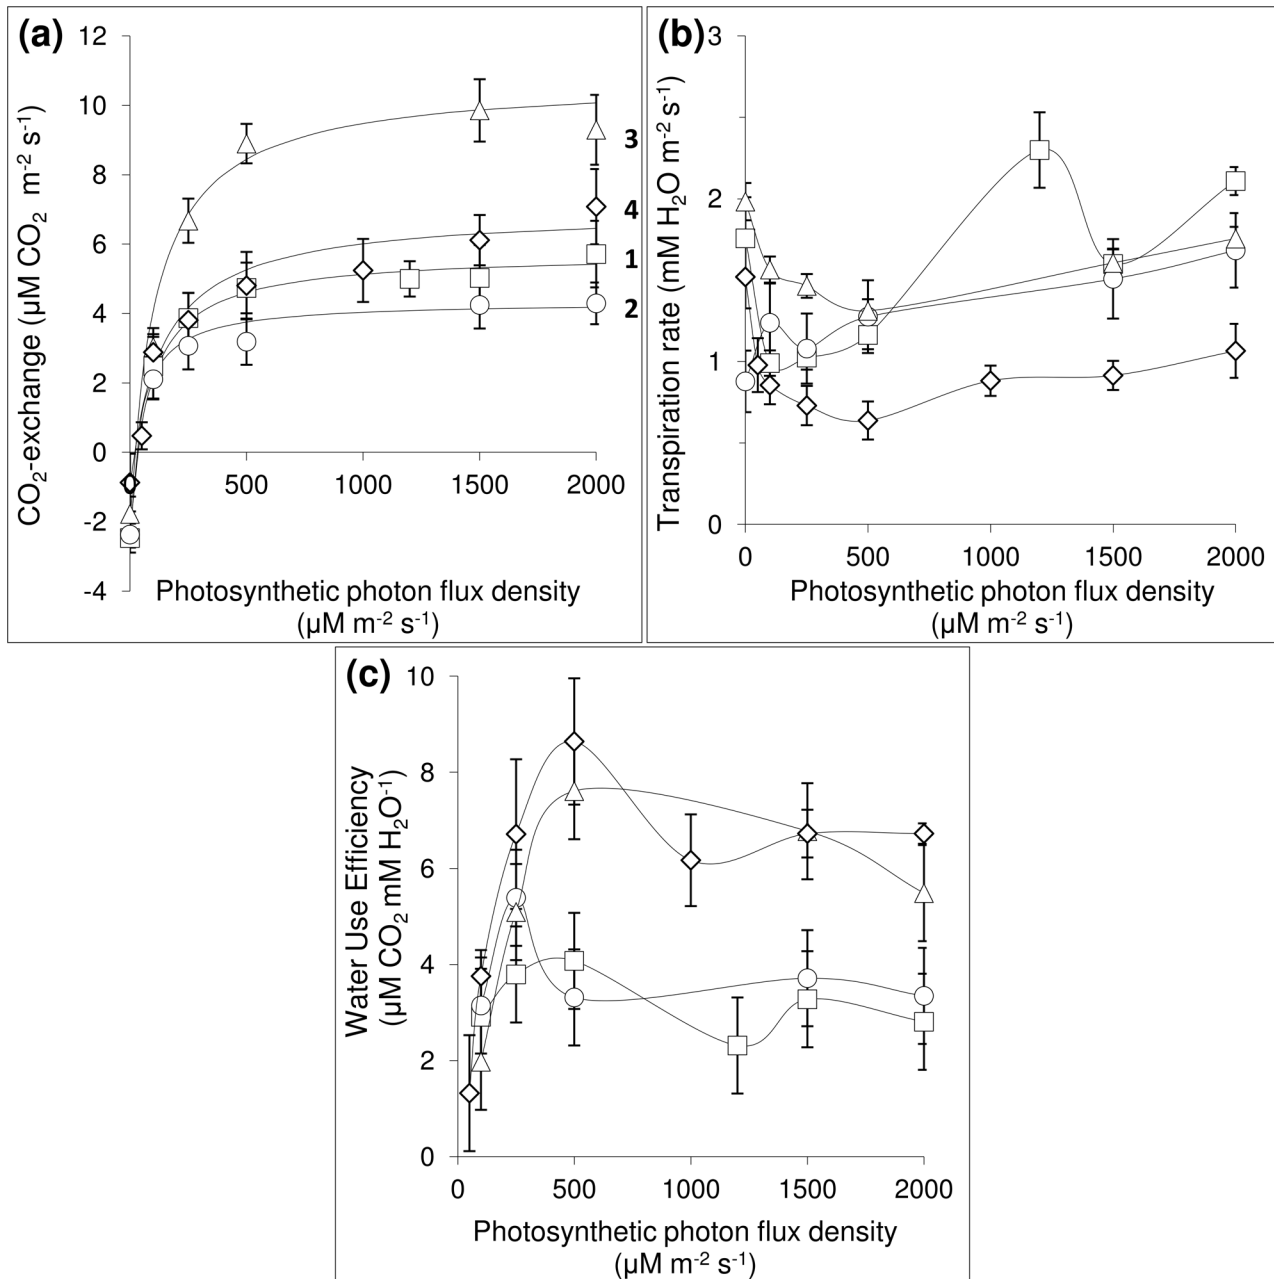 (a)
CO2-exchange (µM CO2 m-2 s-1)
12
10
8
6
4
2
0
-2
-4
500 1000 1500 2000
3
4
1
2
Photosynthetic photon flux density
(µM m-2 s-1)
(b)
Transpiration rate (mM H2O m-2 s-1)
3
2
1
0
0 500 1000 1500 2000
Photosynthetic photon flux density
(µM m-2 s-1)
(c)
Water Use Efficiency
(µM CO2 mM H2O-1)
10
8
6
4
2
0
0 500 1000 1500 2000
Photosynthetic photon flux density
(µM m-2 s-1)